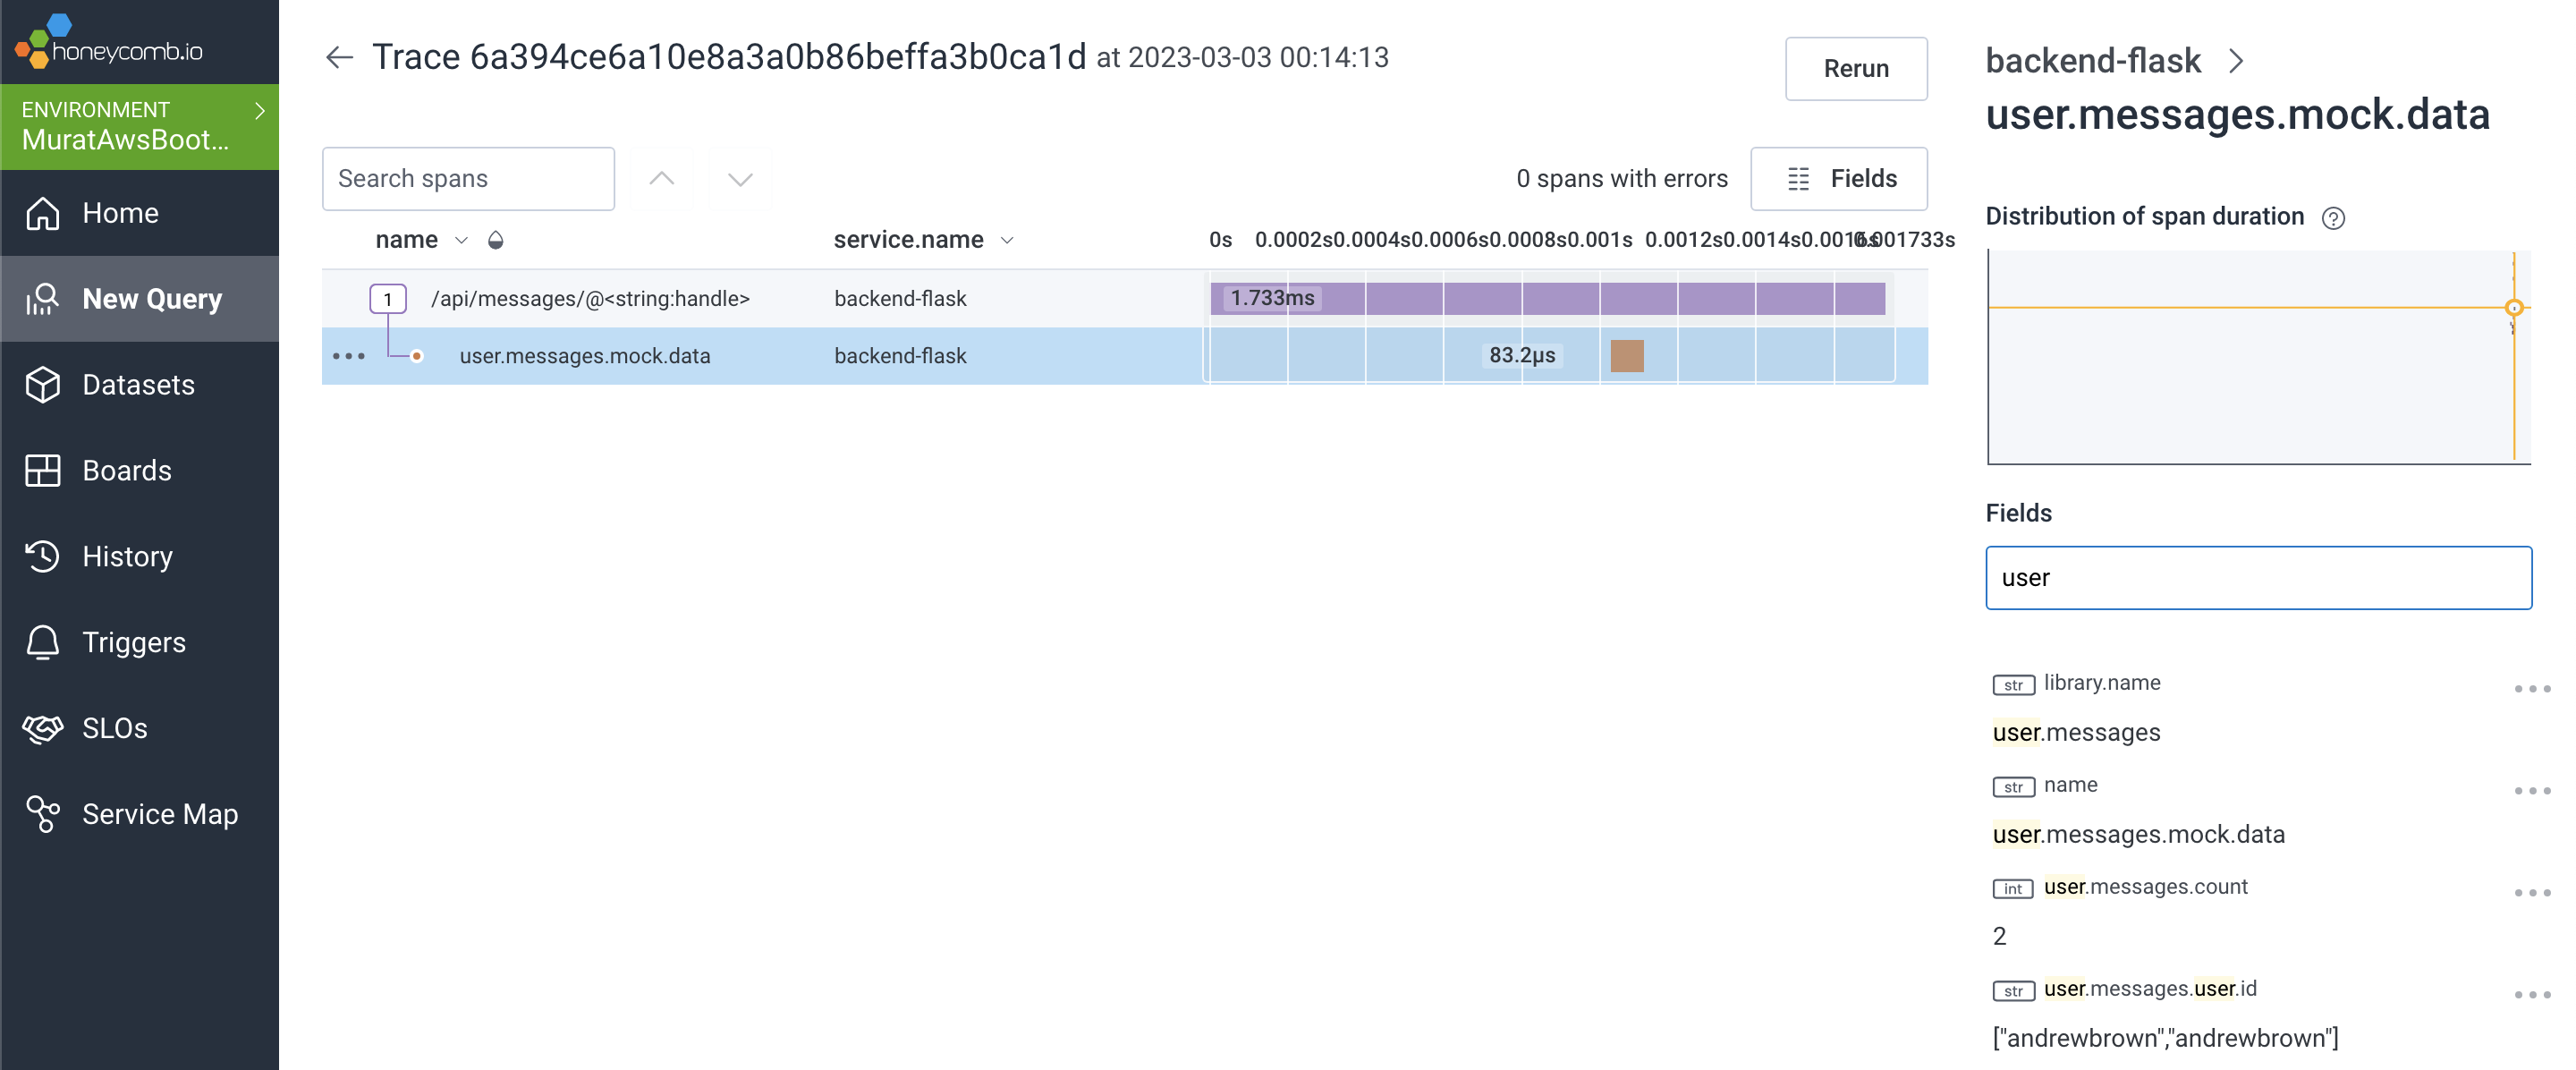 honeycomb.io
ENVIRONMENT
MuratAwsBoot...
Home
New Query
Datasets
Boards
History
Triggers
SLOs
Service Map
Trace 6a394ce6a10e8a3a0b86beffa3b0ca1d at 2023-03-03 00:14:13
Rerun
Search spans
0 spans with errors
Fields
name service.name 0s 0.0002s 0.0004s 0.0006s 0.0008s 0.001s 0.0012s 0.0014s 0.0016s 0.001733s
1 /api/messages/@<string:handle> backend-flask 1.733ms
user.messages.mock.data backend-flask 83.2µs
backend-flask
user.messages.mock.data
Distribution of span duration
Fields
user
str library.name
user.messages
str name
user.messages.mock.data
int user.messages.count
2
str user.messages.user.id
["andrewbrown","andrewbrown"]